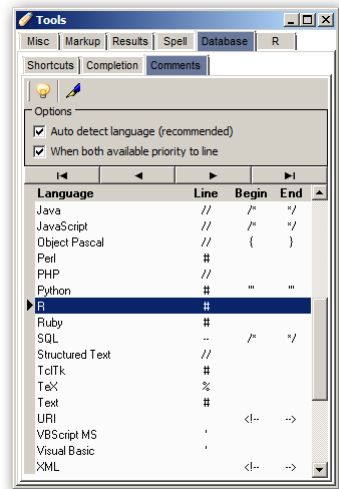 Tools
Misc Markup Results Spell Database R
Shortcuts Completion Comments
Options
Auto detect language (recommended)
When both available priority to line
Language Line Begin End
Java // /* */
JavaScript // /* */
Object Pascal // { }
Perl #
PHP //
Python # ''' '''
R #
Ruby #
SQL -- /* */
Structured Text //
TclTk #
TeX %
Text #
URI <!-- -->
VBScript MS '
Visual Basic '
XML <!-- -->